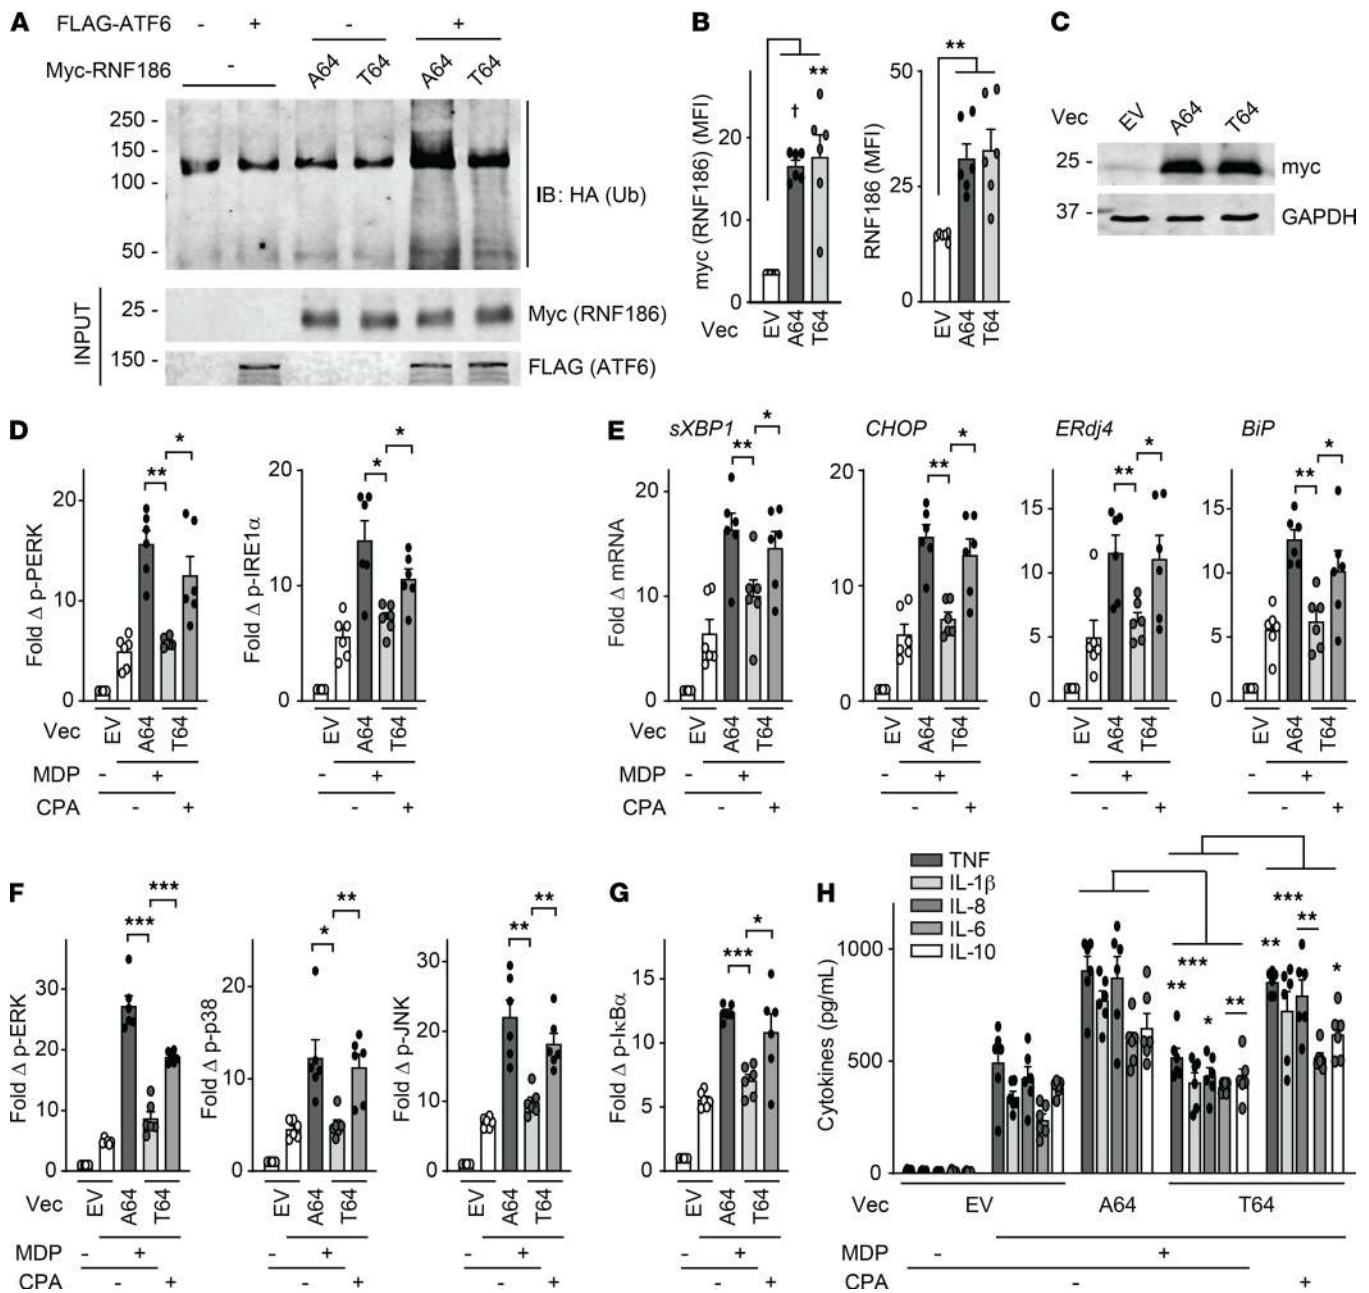 A
FLAG-ATF6 - + - +
Myc-RNF186 - A64 T64 A64 T64
250 -
150 -
100 -
50 -
IB: HA (Ub)
INPUT
25 -
Myc (RNF186)
150 -
FLAG (ATF6)
B
myc (RNF186) (MFI)
20
10
0
†
**
Vec EV A64 T64
RNF186 (MFI)
50
25
0
**
EV A64 T64
C
Vec EV A64 T64
25 - myc
37 - GAPDH
D
Fold Δ p-PERK
20
10
0
**
*
Vec EV A64 T64
MDP - +
CPA - +
Fold Δ p-IRE1α
20
10
0
*
*
EV A64 T64
- +
- +
E
Fold Δ mRNA
sXBP1
20
10
0
**
*
Vec EV A64 T64
MDP - +
CPA - +
CHOP
20
10
0
**
*
EV A64 T64
- +
- +
ERdj4
15
10
5
0
**
*
EV A64 T64
- +
- +
BiP
15
10
5
0
**
*
EV A64 T64
- +
- +
F
Fold Δ p-ERK
30
20
10
0
***
***
Vec EV A64 T64
MDP - +
CPA - +
Fold Δ p-p38
24
12
0
*
**
EV A64 T64
- +
- +
Fold Δ p-JNK
30
20
10
0
**
**
EV A64 T64
- +
- +
G
Fold Δ p-IκBα
15
10
5
0
***
*
Vec EV A64 T64
MDP - +
CPA - +
H
TNF
IL-1β
IL-8
IL-6
IL-10
Cytokines (pg/mL)
1000
500
0
**
***
*
**
**
***
**
*
Vec EV A64 T64
MDP - +
CPA - +